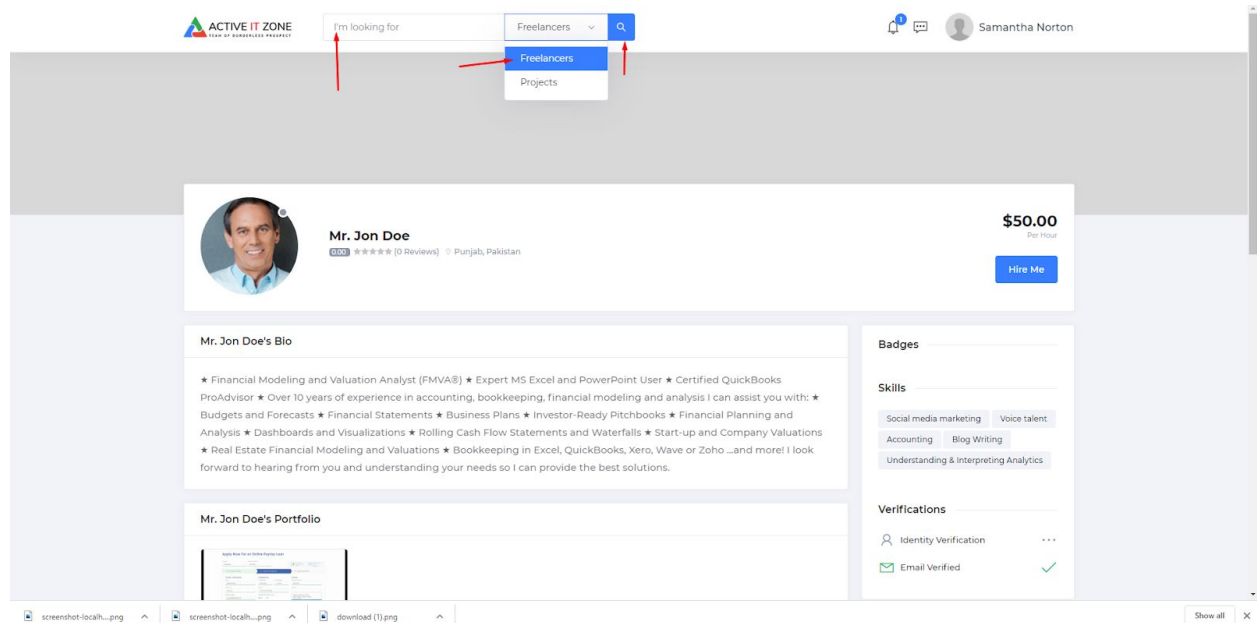 ACTIVE IT ZONE
TEAM OF BORDERLESS PROSPECT
I'm looking for
Freelancers
1
Samantha Norton
Freelancers
Projects
Mr. Jon Doe
0.00 ★★★★★ (0 Reviews) Punjab, Pakistan
$50.00
Per Hour
Hire Me
Mr. Jon Doe's Bio
★ Financial Modeling and Valuation Analyst (FMVA®) ★ Expert MS Excel and PowerPoint User ★ Certified QuickBooks
ProAdvisor ★ Over 10 years of experience in accounting, bookkeeping, financial modeling and analysis I can assist you with: ★
Budgets and Forecasts ★ Financial Statements ★ Business Plans ★ Investor-Ready Pitchbooks ★ Financial Planning and
Analysis ★ Dashboards and Visualizations ★ Rolling Cash Flow Statements and Waterfalls ★ Start-up and Company Valuations
★ Real Estate Financial Modeling and Valuations ★ Bookkeeping in Excel, QuickBooks, Xero, Wave or Zoho ...and more! I look
forward to hearing from you and understanding your needs so I can provide the best solutions.
Mr. Jon Doe's Portfolio
Badges
Skills
Social media marketing Voice talent
Accounting Blog Writing
Understanding & Interpreting Analytics
Verifications
Identity Verification
Email Verified
screenshot-localh....png
screenshot-localh....png
download (1).png
Show all